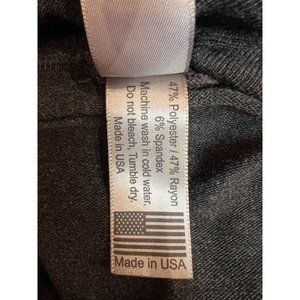 47% Polyester / 47% Rayon
6% Spandex
Machine wash in cold water.
Do not bleach, Tumble dry.
Made in USA
Made in USA